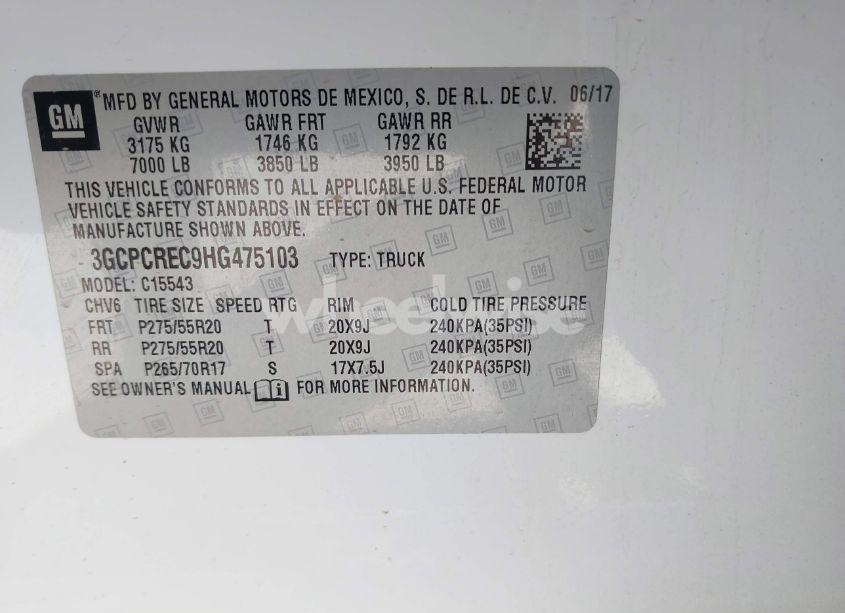 GM ® MFD BY GENERAL MOTORS DE MEXICO, S. DE R.L. DE C.V. 06/17
GVWR GAWR FRT GAWR RR
3175 KG 1746 KG 1792 KG
7000 LB 3850 LB 3950 LB
THIS VEHICLE CONFORMS TO ALL APPLICABLE U.S. FEDERAL MOTOR
VEHICLE SAFETY STANDARDS IN EFFECT ON THE DATE OF
MANUFACTURE SHOWN ABOVE.
3GCPCREC9HG475103 TYPE: TRUCK
MODEL: C15543
CHV6 TIRE SIZE SPEED RTG RIM COLD TIRE PRESSURE
FRT P275/55R20 T 20X9J 240KPA(35PSI)
RR P275/55R20 T 20X9J 240KPA(35PSI)
SPA P265/70R17 S 17X7.5J 240KPA(35PSI)
SEE OWNER'S MANUAL FOR MORE INFORMATION.
wheelwise